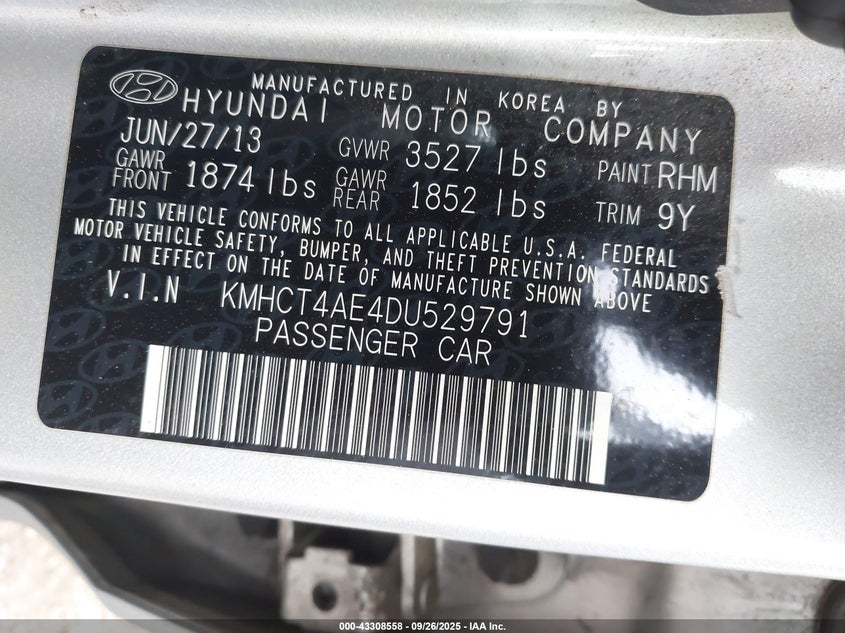 MANUFACTURED IN KOREA BY
HYUNDAI MOTOR COMPANY
JUN/27/13 GVWR 3527 lbs PAINT RHM
GAWR FRONT 1874 lbs GAWR REAR 1852 lbs TRIM 9Y
THIS VEHICLE CONFORMS TO ALL APPLICABLE U.S.A. FEDERAL
MOTOR VEHICLE SAFETY, BUMPER, AND THEFT PREVENTION STANDARDS
IN EFFECT ON THE DATE OF MANUFACTURE SHOWN ABOVE
V.I.N KMHCT4AE4DU529791
PASSENGER CAR
000-43308558 - 09/26/2025 - IAA Inc.